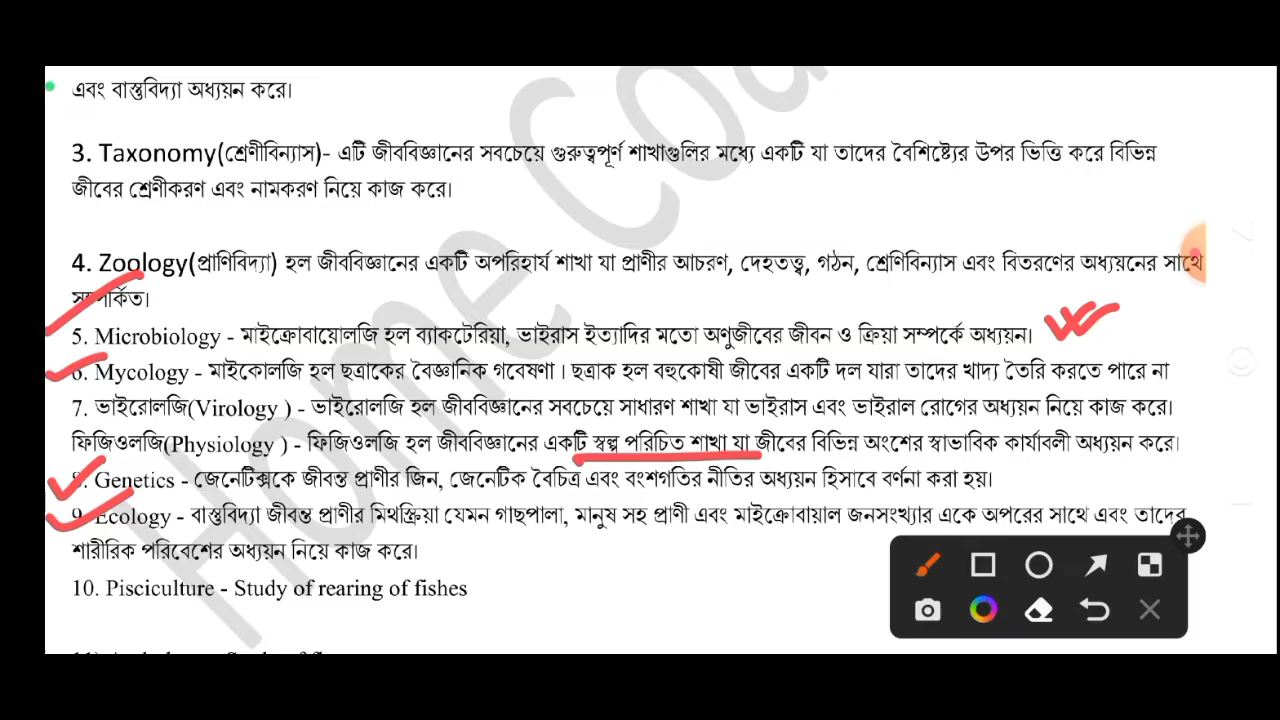 এবং বাস্তুবিদ্যা অধ্যয়ন করে।
3. Taxonomy(শ্রেণীবিন্যাস)- এটি জীববিজ্ঞানের সবচেয়ে গুরুত্বপূর্ণ শাখাগুলির মধ্যে একটি যা তাদের বৈশিষ্ট্যের উপর ভিত্তি করে বিভিন্ন
জীবের শ্রেণীকরণ এবং নামকরণ নিয়ে কাজ করে।
4. Zoology(প্রাণিবিদ্যা) হল জীববিজ্ঞানের একটি অপরিহার্য শাখা যা প্রাণীর আচরণ, দেহতত্ত্ব, গঠন, শ্রেণিবিন্যাস এবং বিতরণের অধ্যয়নের সাথে
সম্পর্কিত।
5. Microbiology - মাইক্রোবায়োলজি হল ব্যাকটেরিয়া, ভাইরাস ইত্যাদির মতো অণুজীবের জীবন ও ক্রিয়া সম্পর্কে অধ্যয়ন।
6. Mycology - মাইকোলজি হল ছত্রাকের বৈজ্ঞানিক গবেষণা। ছত্রাক হল বহুকোষী জীবের একটি দল যারা তাদের খাদ্য তৈরি করতে পারে না
7. ভাইরোলজি(Virology ) - ভাইরোলজি হল জীববিজ্ঞানের সবচেয়ে সাধারণ শাখা যা ভাইরাস এবং ভাইরাল রোগের অধ্যয়ন নিয়ে কাজ করে।
ফিজিওলজি(Physiology ) - ফিজিওলজি হল জীববিজ্ঞানের একটি স্বল্প পরিচিত শাখা যা জীবের বিভিন্ন অংশের স্বাভাবিক কার্যাবলী অধ্যয়ন করে।
8. Genetics - জেনেটিক্সকে জীবন্ত প্রাণীর জিন, জেনেটিক বৈচিত্র এবং বংশগতির নীতির অধ্যয়ন হিসাবে বর্ণনা করা হয়।
9. Ecology - বাস্তুবিদ্যা জীবন্ত প্রাণীর মিথস্ক্রিয়া যেমন গাছপালা, মানুষ সহ প্রাণী এবং মাইক্রোবায়াল জনসংখ্যার একে অপরের সাথে এবং তাদের
শারীরিক পরিবেশের অধ্যয়ন নিয়ে কাজ করে।
10. Pisciculture - Study of rearing of fishes
Home Coa